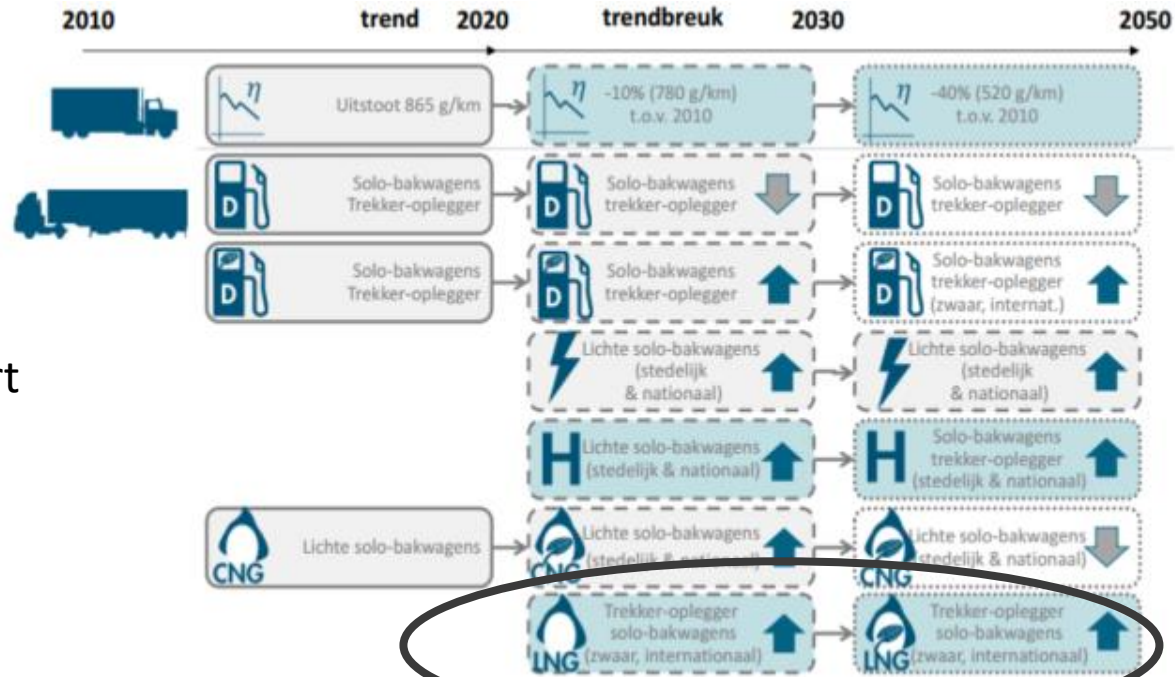 2010 trend 2020 trendbreuk 2030 2050
η
Uitstoot 865 g/km
η
-10% (780 g/km)
t.o.v. 2010
η
-40% (520 g/km)
t.o.v. 2010
D
Solo-bakwagens
Trekker-oplegger
D
Solo-bakwagens
trekker-oplegger
D
Solo-bakwagens
trekker-oplegger
D
Solo-bakwagens
Trekker-oplegger
D
Solo-bakwagens
trekker-oplegger
D
Solo-bakwagens
trekker-oplegger
(zwaar, internat.)
rt
Lichte solo-bakwagens
(stedelijk
& nationaal)
Lichte solo-bakwagens
(stedelijk
& nationaal)
H
Lichte solo-bakwagens
(stedelijk & nationaal)
H
Solo-bakwagens
trekker-oplegger
(stedelijk & nationaal)
CNG
Lichte solo-bakwagens
CNG
Lichte solo-bakwagens
(stedelijk & nationaal)
CNG
Lichte solo-bakwagens
(stedelijk & nationaal)
LNG
Trekker-oplegger
solo-bakwagens
(zwaar, internationaal)
LNG
Trekker-oplegger
solo-bakwagens
(zwaar, internationaal)